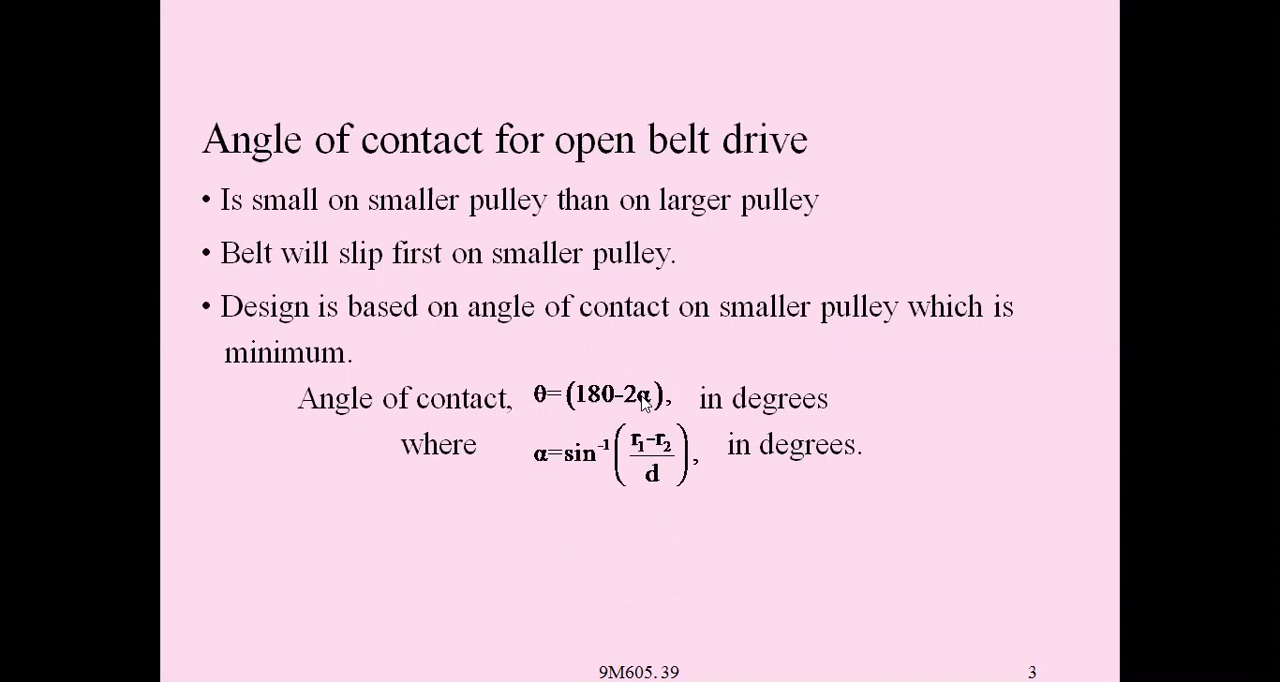 Angle of contact for open belt drive
• Is small on smaller pulley than on larger pulley
• Belt will slip first on smaller pulley.
• Design is based on angle of contact on smaller pulley which is
minimum.
Angle of contact, θ=(180-2α), in degrees
where α=sin⁻¹((r₁-r₂)/d), in degrees.
9M605.39 3